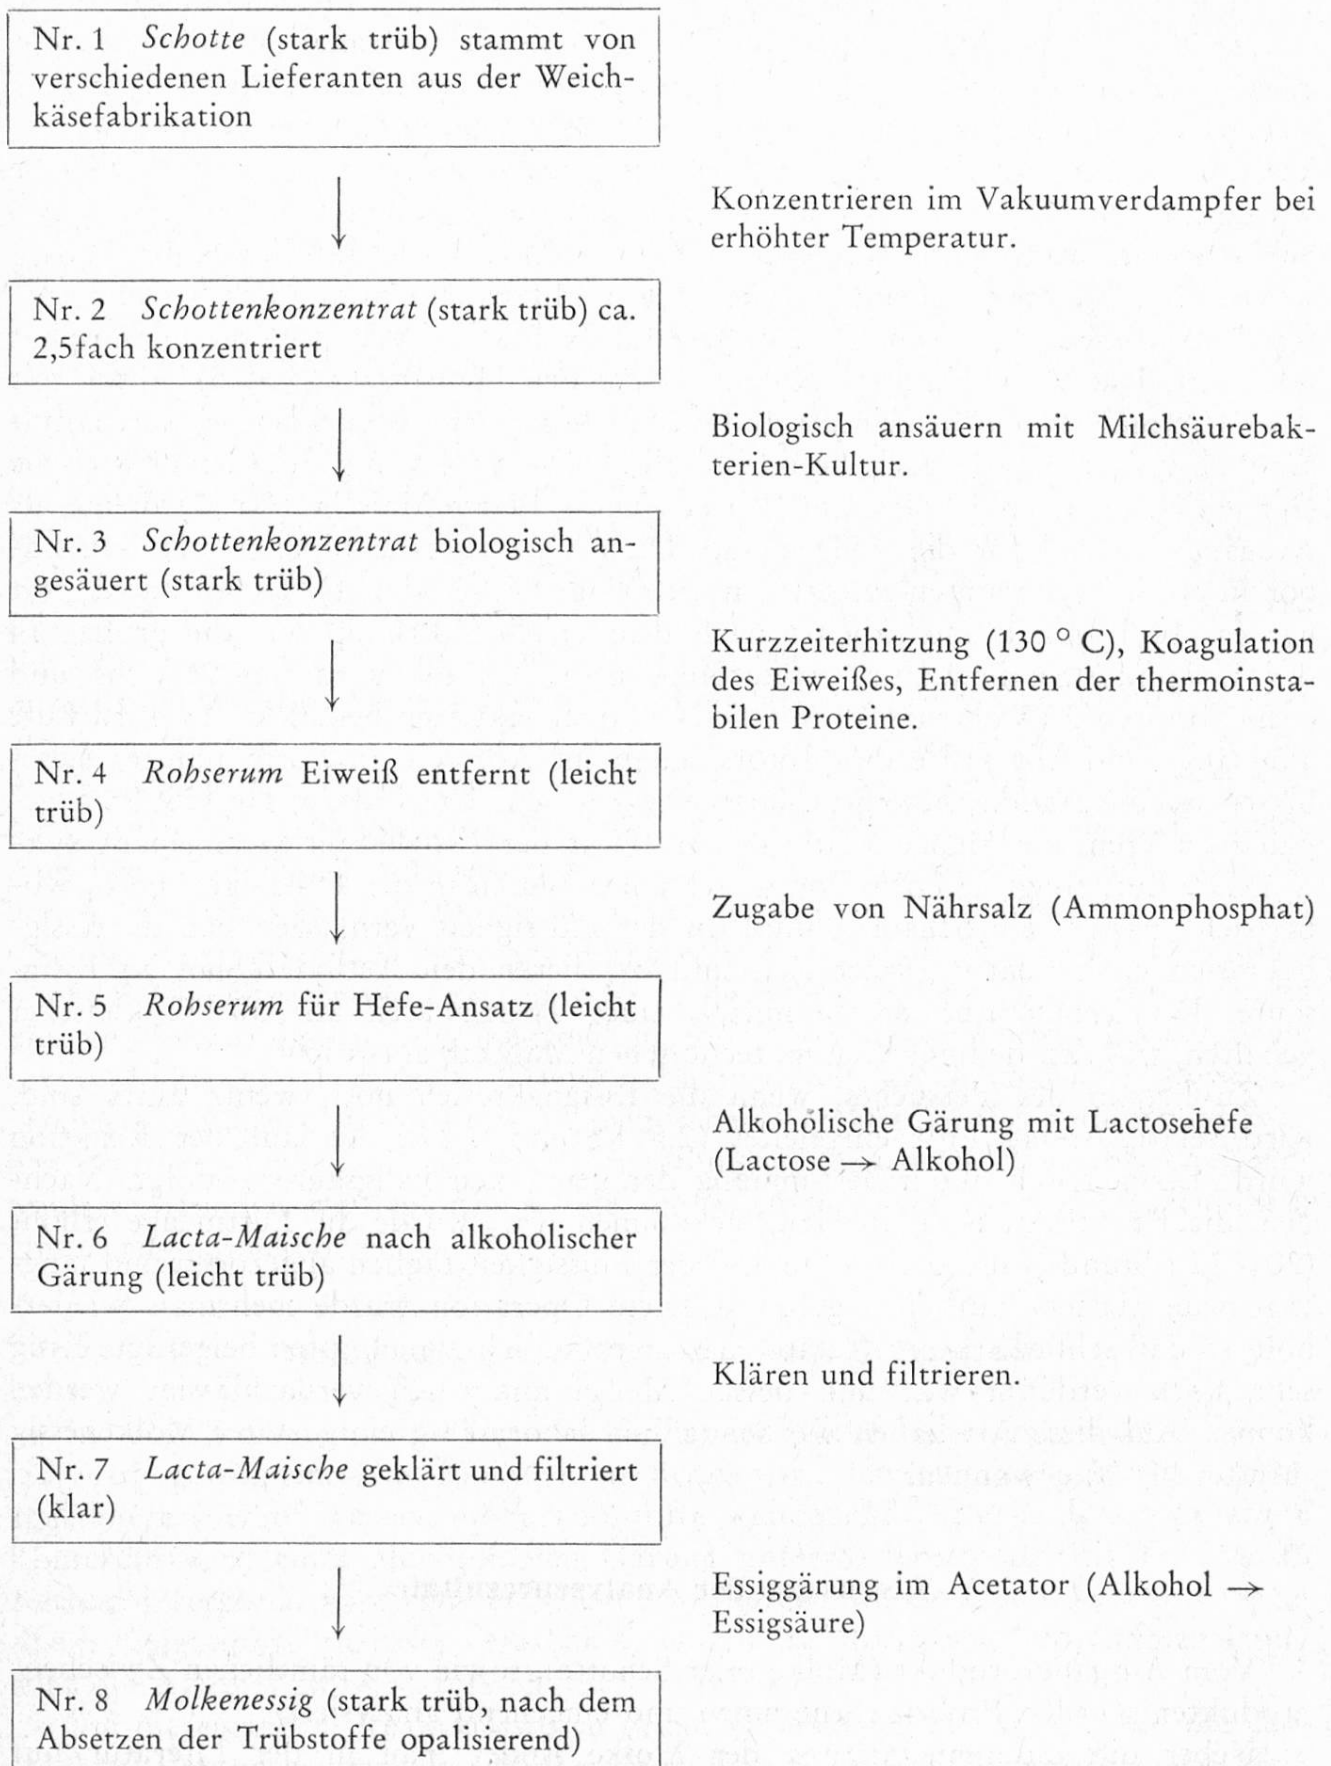 Nr. 1 Schotte (stark trüb) stammt von
verschiedenen Lieferanten aus der Weich-
käsefabrikation
Konzentrieren im Vakuumverdampfer bei
erhöhter Temperatur.
Nr. 2 Schottenkonzentrat (stark trüb) ca.
2,5fach konzentriert
Biologisch ansäuern mit Milchsäurebak-
terien-Kultur.
Nr. 3 Schottenkonzentrat biologisch an-
gesäuert (stark trüb)
Kurzzeiterhitzung (130 ° C), Koagulation
des Eiweißes, Entfernen der thermoinsta-
bilen Proteine.
Nr. 4 Rohserum Eiweiß entfernt (leicht
trüb)
Zugabe von Nährsalz (Ammonphosphat)
Nr. 5 Rohserum für Hefe-Ansatz (leicht
trüb)
Alkoholische Gärung mit Lactosehefe
(Lactose → Alkohol)
Nr. 6 Lacta-Maische nach alkoholischer
Gärung (leicht trüb)
Klären und filtrieren.
Nr. 7 Lacta-Maische geklärt und filtriert
(klar)
Essiggärung im Acetator (Alkohol →
Essigsäure)
Nr. 8 Molkenessig (stark trüb, nach dem
Absetzen der Trübstoffe opalisierend)